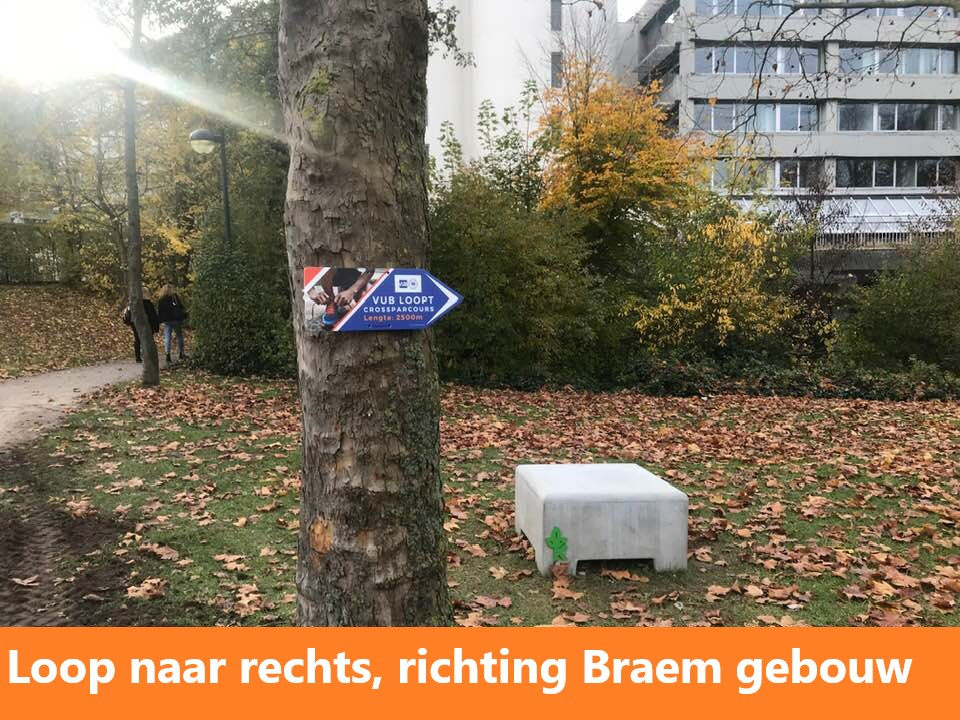 VUB LOOPT
CROSSPARCOURS
Lengte: 2500m
Loop naar rechts, richting Braem gebouw